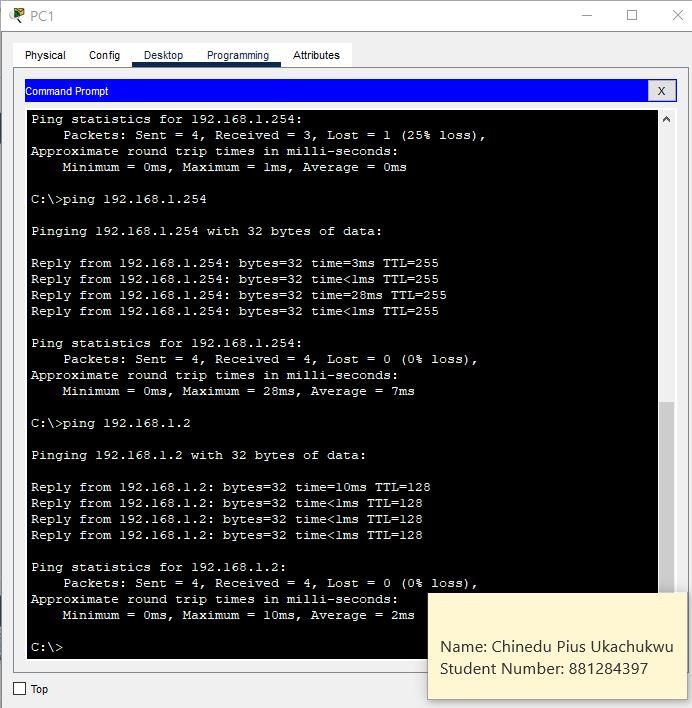 PC1
Physical Config Desktop Programming Attributes
Command Prompt X
Ping statistics for 192.168.1.254:
    Packets: Sent = 4, Received = 3, Lost = 1 (25% loss),
Approximate round trip times in milli-seconds:
    Minimum = 0ms, Maximum = 1ms, Average = 0ms
C:\>ping 192.168.1.254
Pinging 192.168.1.254 with 32 bytes of data:
Reply from 192.168.1.254: bytes=32 time=3ms TTL=255
Reply from 192.168.1.254: bytes=32 time<1ms TTL=255
Reply from 192.168.1.254: bytes=32 time=28ms TTL=255
Reply from 192.168.1.254: bytes=32 time<1ms TTL=255
Ping statistics for 192.168.1.254:
    Packets: Sent = 4, Received = 4, Lost = 0 (0% loss),
Approximate round trip times in milli-seconds:
    Minimum = 0ms, Maximum = 28ms, Average = 7ms
C:\>ping 192.168.1.2
Pinging 192.168.1.2 with 32 bytes of data:
Reply from 192.168.1.2: bytes=32 time=10ms TTL=128
Reply from 192.168.1.2: bytes=32 time<1ms TTL=128
Reply from 192.168.1.2: bytes=32 time<1ms TTL=128
Reply from 192.168.1.2: bytes=32 time<1ms TTL=128
Ping statistics for 192.168.1.2:
    Packets: Sent = 4, Received = 4, Lost = 0 (0% loss),
Approximate round trip times in milli-seconds:
    Minimum = 0ms, Maximum = 10ms, Average = 2ms
C:\>
Name: Chinedu Pius Ukachukwu
Student Number: 881284397
Top